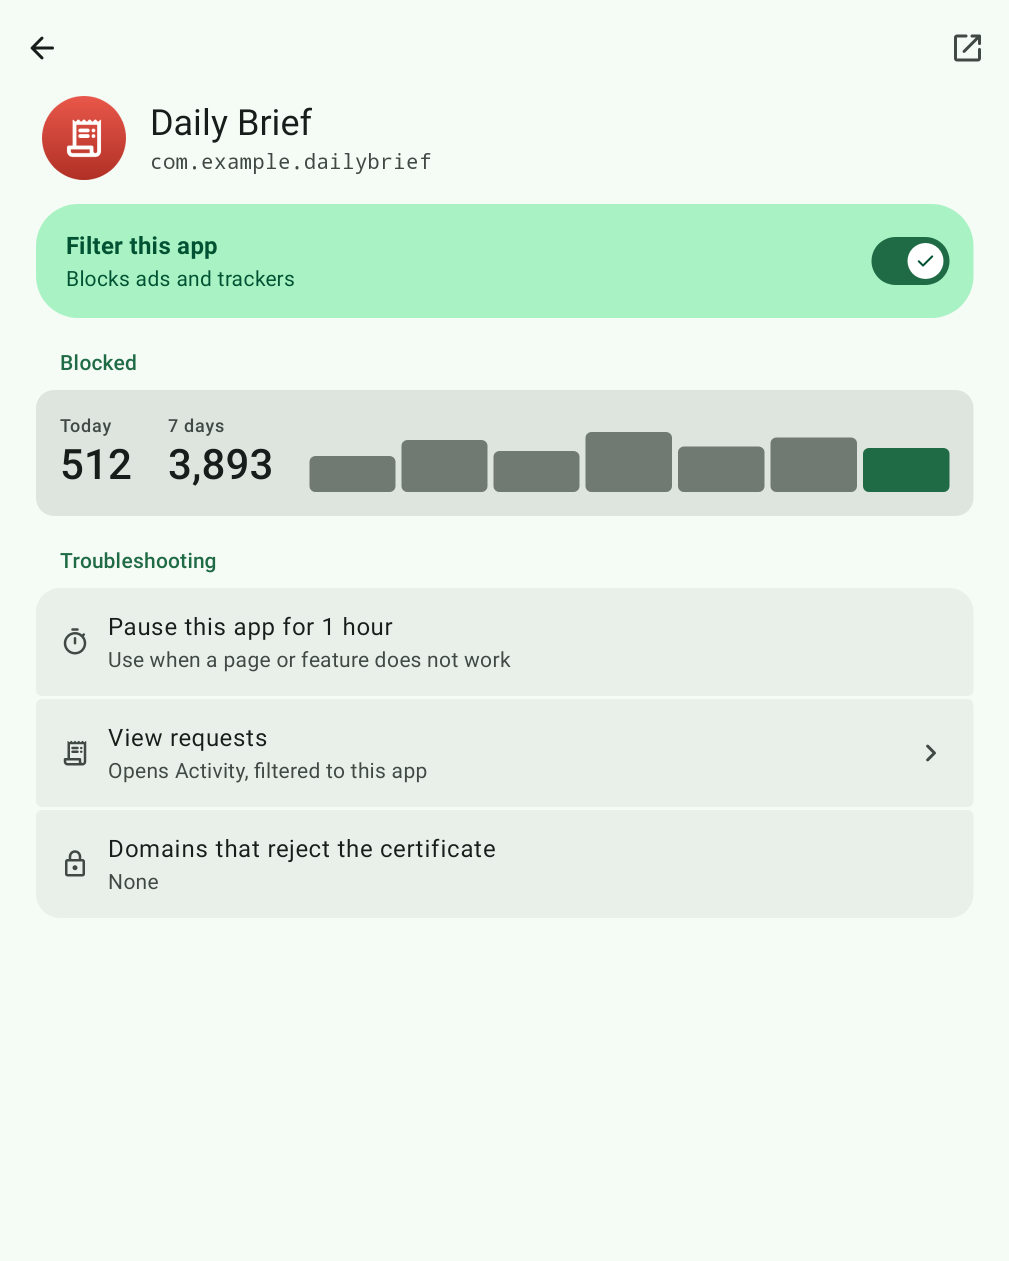 Daily Brief
com.example.dailybrief
Filter this app
Blocks ads and trackers
Blocked
Today
512
7 days
3,893
Troubleshooting
Pause this app for 1 hour
Use when a page or feature does not work
View requests
Opens Activity, filtered to this app
Domains that reject the certificate
None